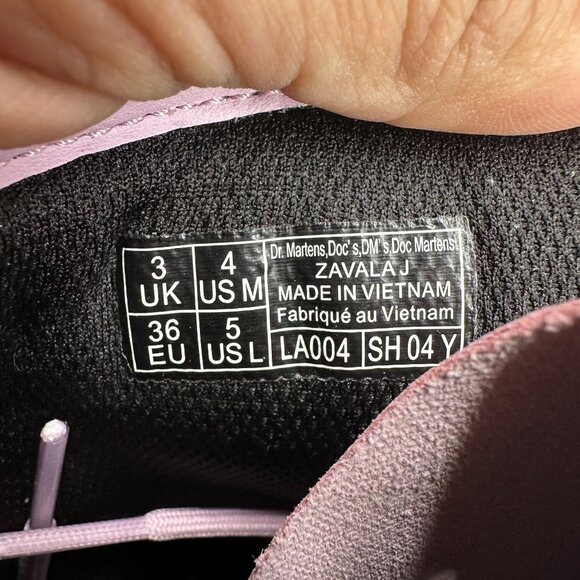 3 UK
4 US M
36 EU
5 US L
Dr. Martens,Doc's,DM's,Doc Martens
ZAVALA J
MADE IN VIETNAM
Fabriqué au Vietnam
LA004
SH 04 Y